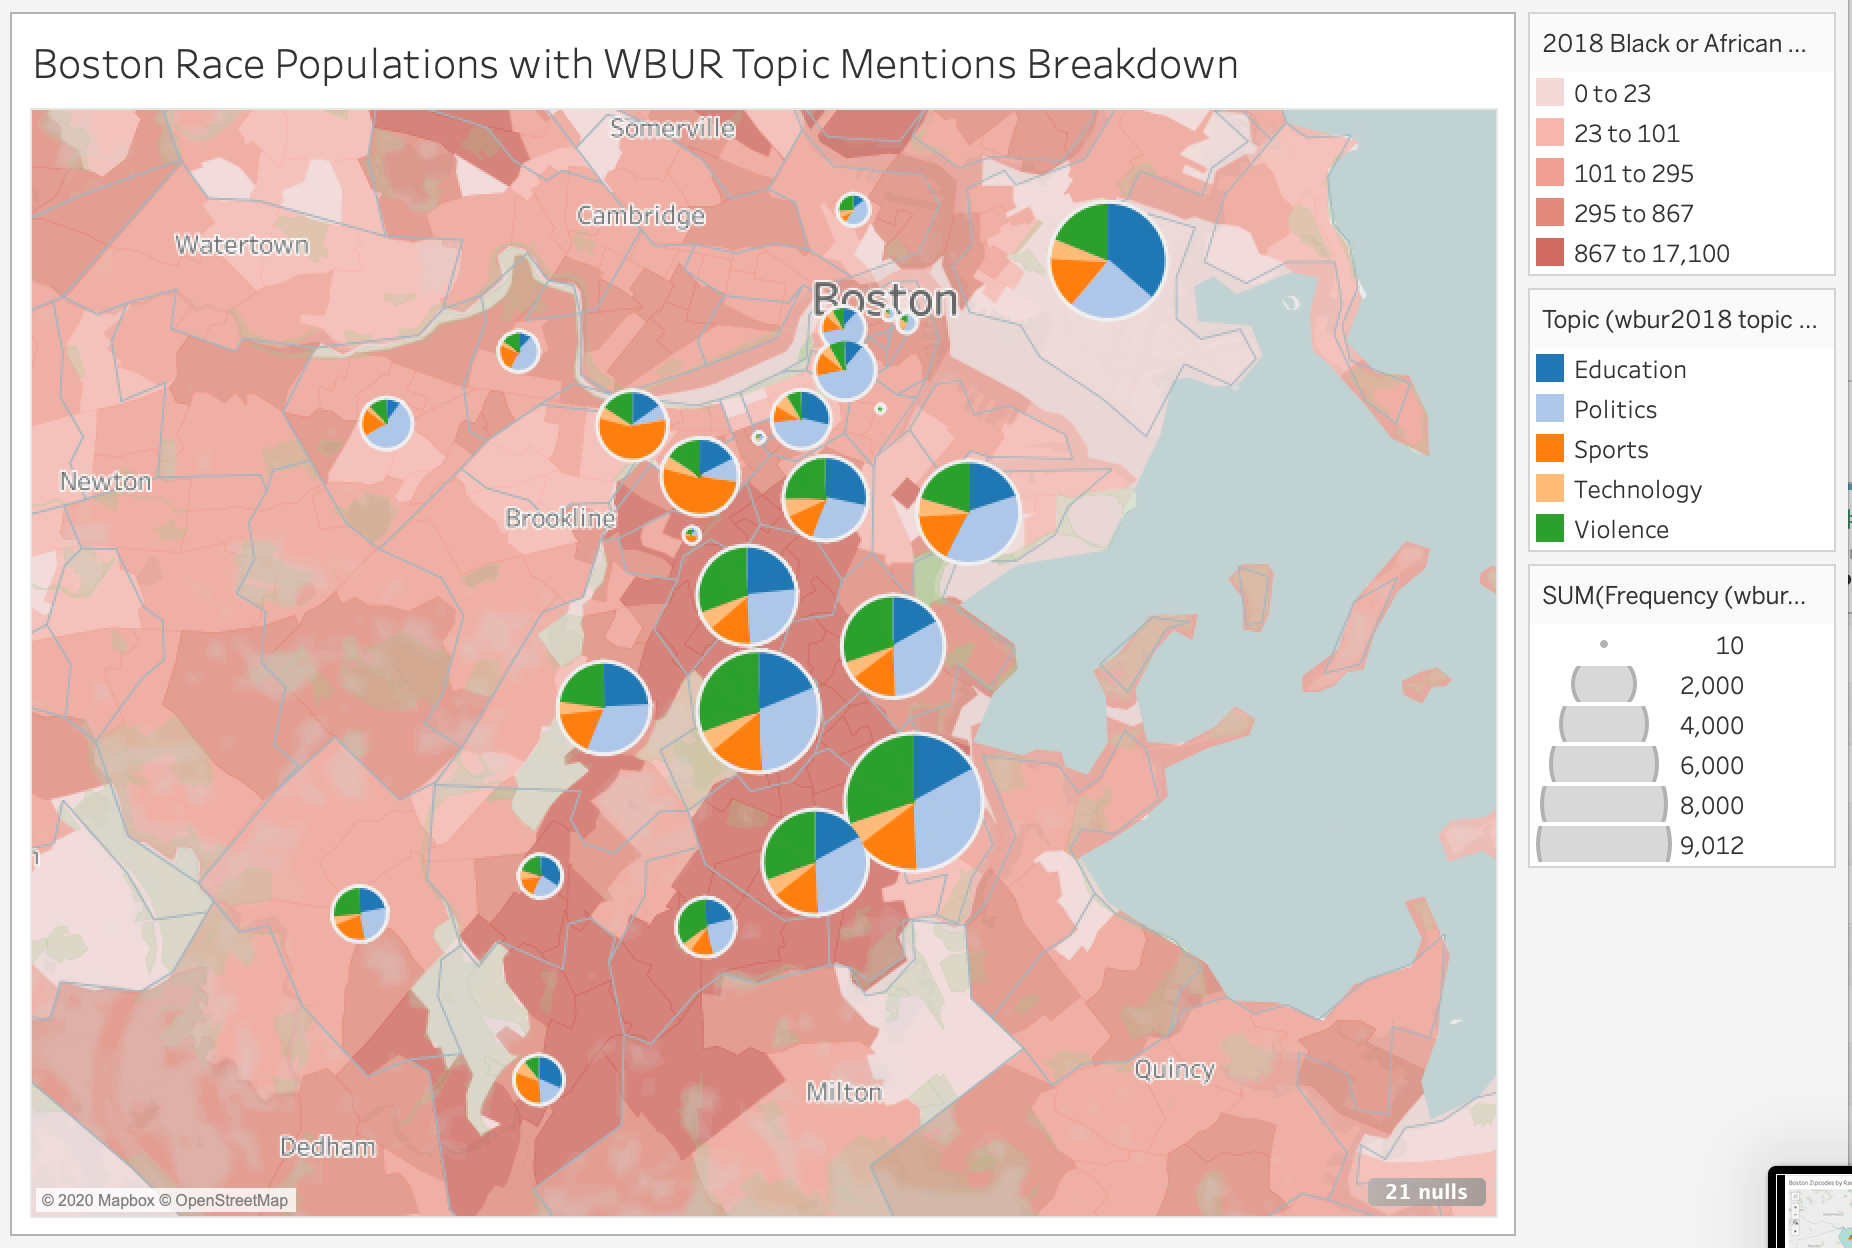 Boston Race Populations with WBUR Topic Mentions Breakdown
Somerville
Cambridge
Watertown
Boston
Newton
Brookline
Quincy
Milton
Dedham
© 2020 Mapbox © OpenStreetMap
21 nulls
2018 Black or African ...
0 to 23
23 to 101
101 to 295
295 to 867
867 to 17,100
Topic (wbur2018 topic ...
Education
Politics
Sports
Technology
Violence
SUM(Frequency (wbur...
10
2,000
4,000
6,000
8,000
9,012